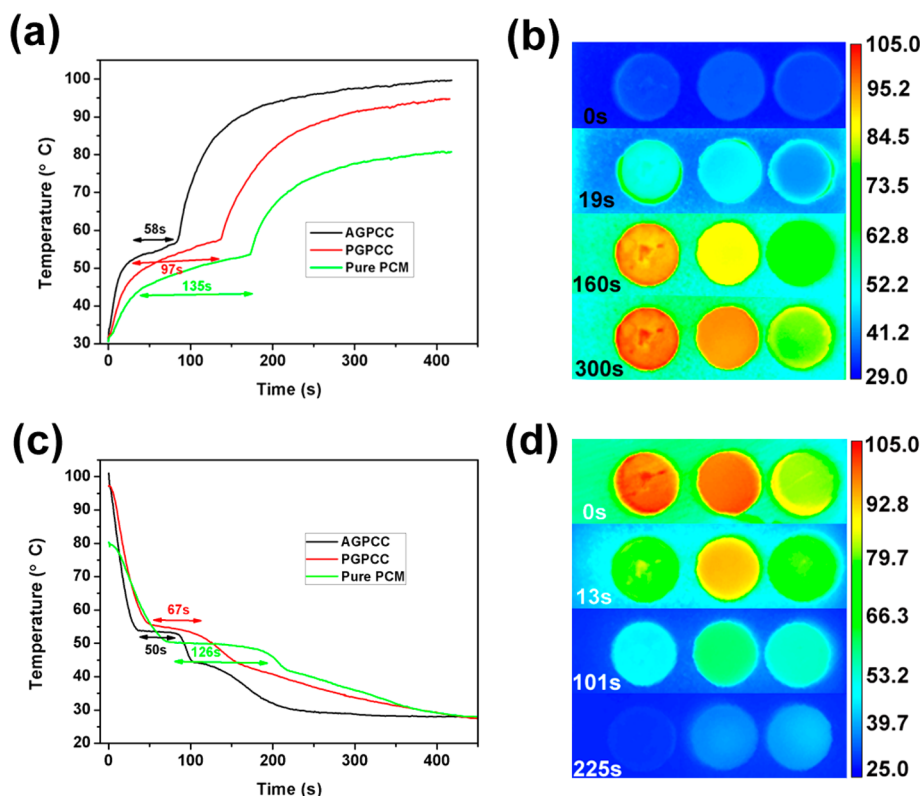 (a)
Temperature (° C)
100
90
80
70
60
50
40
30
58s
97s
135s
AGPCC
PGPCC
Pure PCM
0
100
200
300
400
Time (s)
(b)
0s
19s
160s
300s
105.0
95.2
84.5
73.5
62.8
52.0
41.2
29.0
(c)
Temperature (° C)
100
90
80
70
60
50
40
30
20
67s
50s
126s
AGPCC
PGPCC
Pure PCM
0
100
200
300
400
Time (s)
(d)
0s
13s
101s
225s
105.0
92.8
79.7
66.3
53.2
39.7
25.0